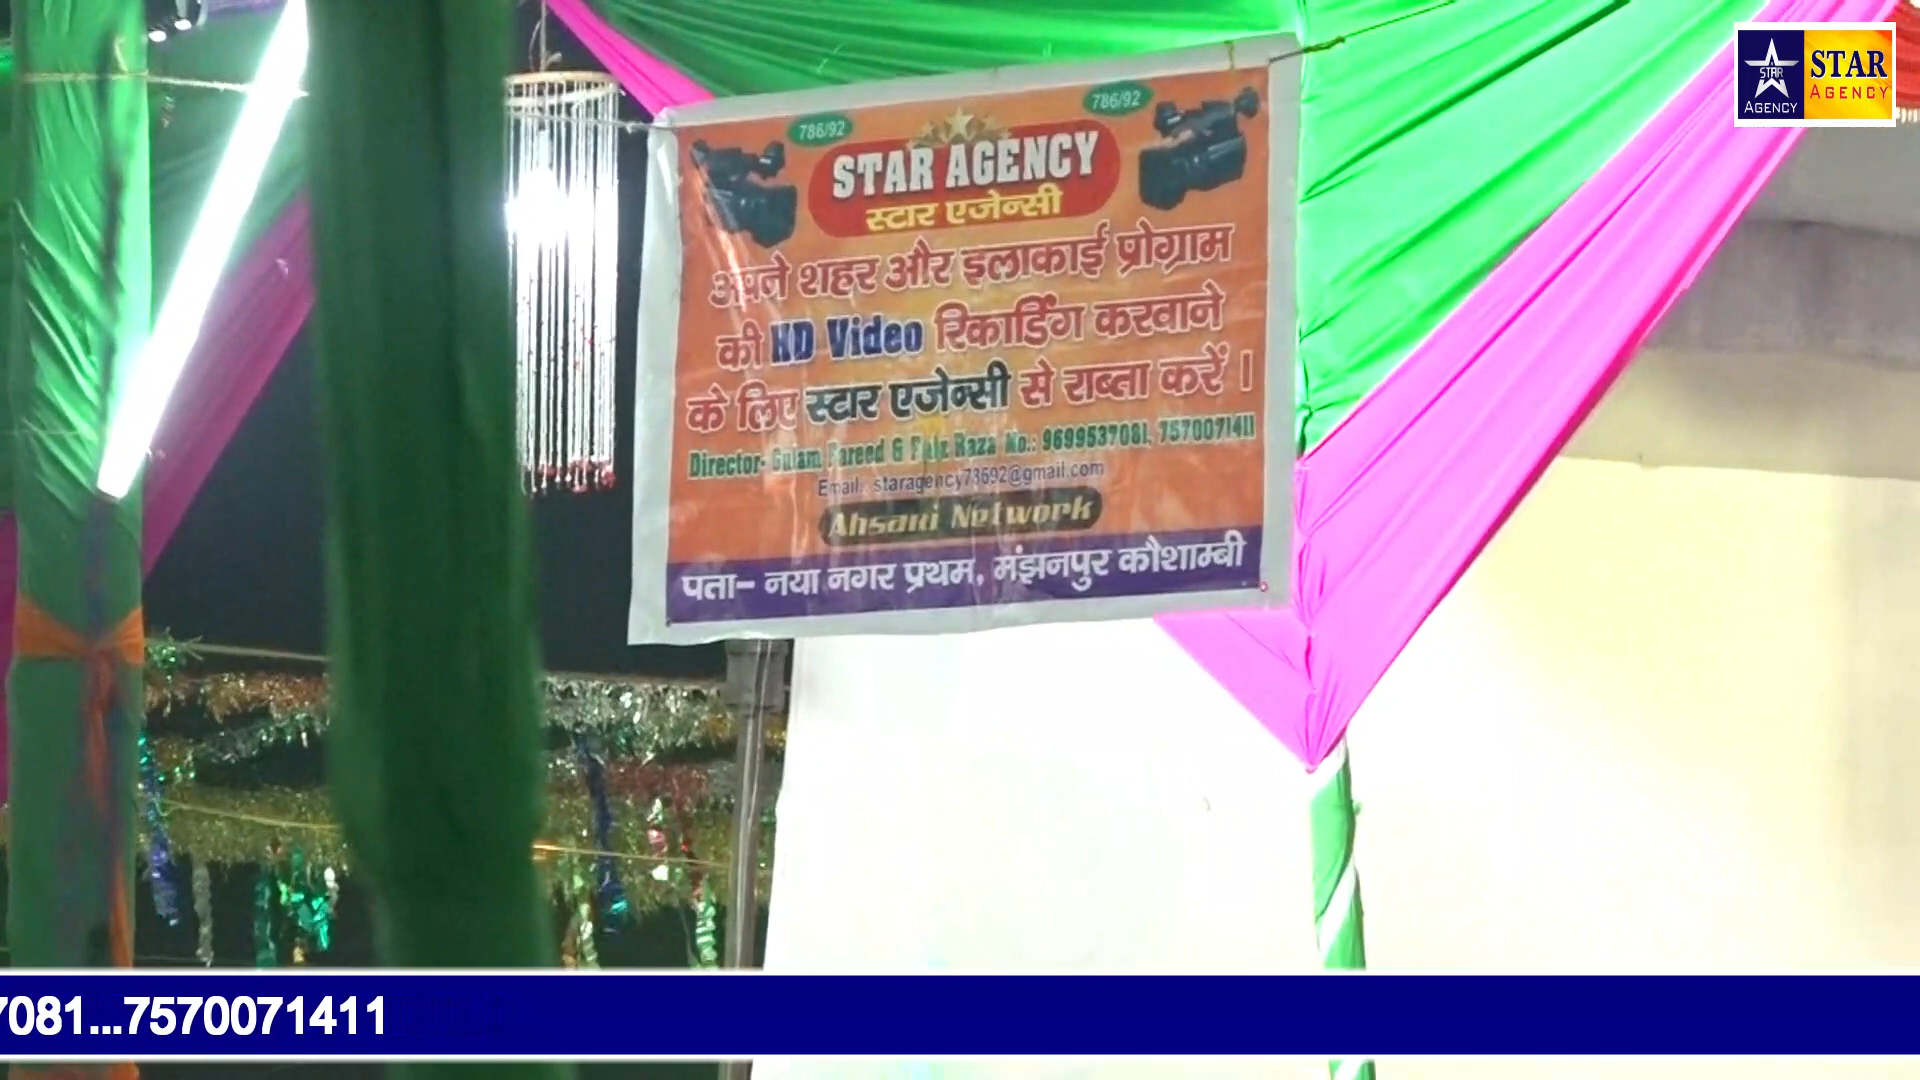 786/92
786/92
STAR AGENCY
स्टार एजेन्सी
अपने शहर और इलाकाई प्रोग्राम
की HD Video रिकार्डिंग करवाने
के लिए स्टार एजेन्सी से राब्ता करें ।
Director- Gulam Fareed & Faiz Raza No.: 9699537081, 7570071411
Email.: staragency78692@gmail.com
Ahsani Network
पता- नया नगर प्रथम, मंझनपुर कौशाम्बी
STAR
AGENCY
STAR
AGENCY
7081...7570071411